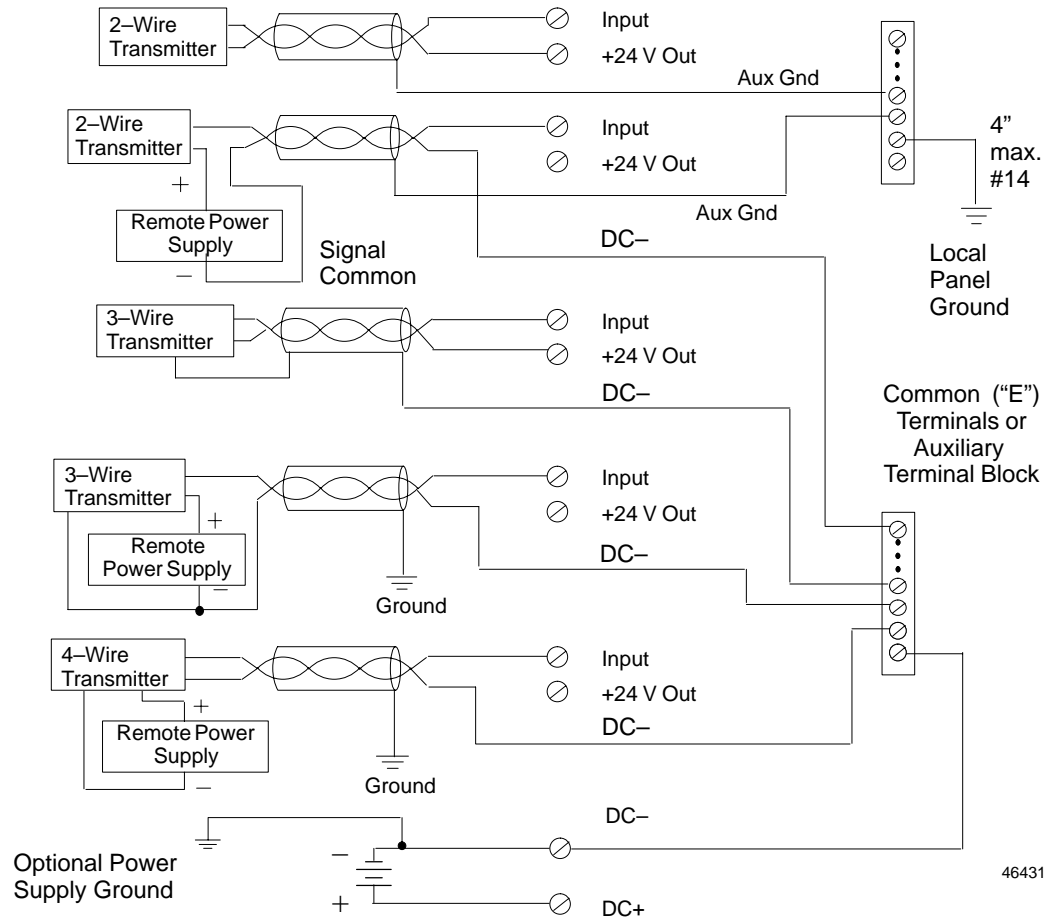 2–Wire
Transmitter
Input
+24 V Out
Aux Gnd
2–Wire
Transmitter
Input
+24 V Out
4”
max.
#14
+
Remote Power
Supply
–
Aux Gnd
Signal
Common
DC–
Local
Panel
Ground
3–Wire
Transmitter
Input
+24 V Out
DC–
Common (“E”)
Terminals or
Auxiliary
Terminal Block
3–Wire
Transmitter
Input
+24 V Out
+
Remote
Power Supply
–
DC–
Ground
4–Wire
Transmitter
Input
+24 V Out
+
Remote Power
Supply
–
DC–
Ground
DC–
Optional Power
Supply Ground
–
+
DC+
46431